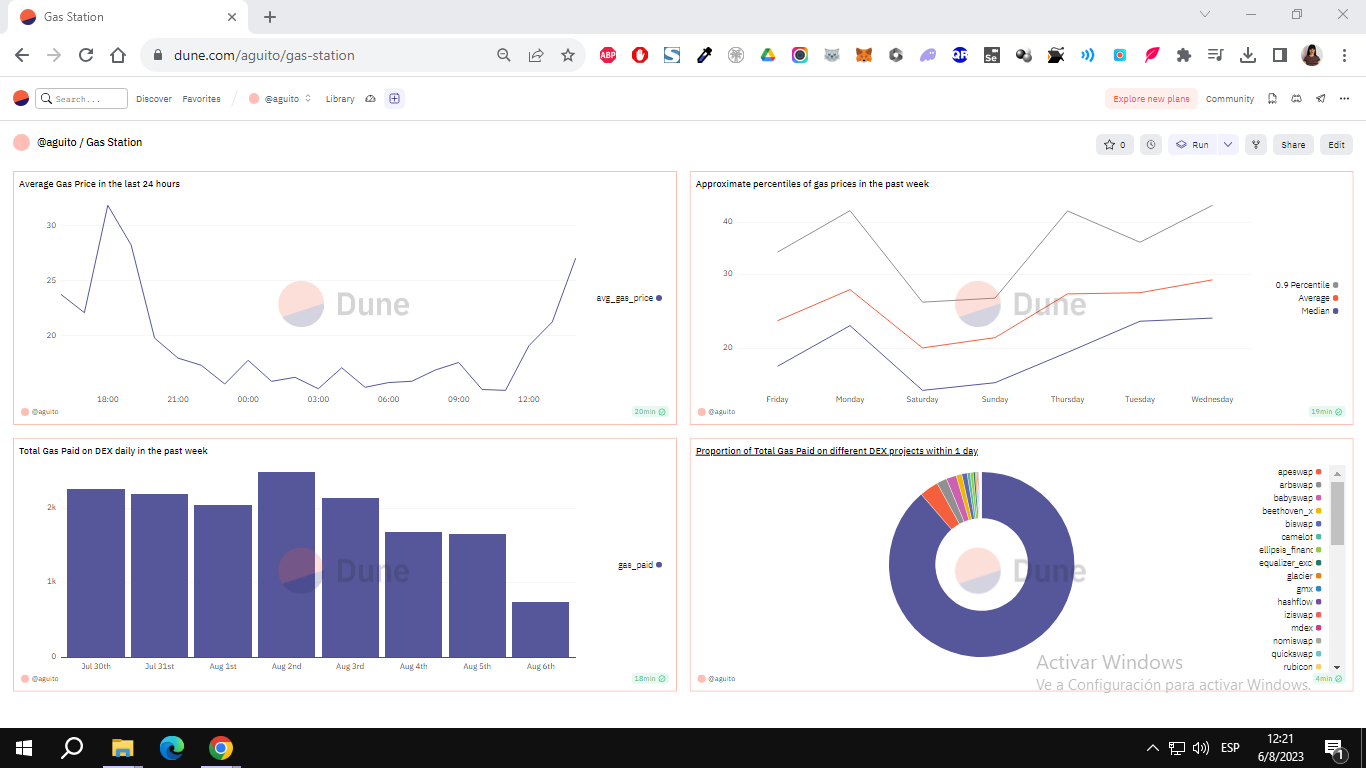 Gas Station
dune.com/aguito/gas-station
Search...
Discover
Favorites
@aguito
Library
Explore new plans
Community
@aguito / Gas Station
0
Run
Share
Edit
Average Gas Price in the last 24 hours
30
25
20
18:00 21:00 00:00 03:00 06:00 09:00 12:00
avg_gas_price
Dune
@aguito
20min
Approximate percentiles of gas prices in the past week
40
30
20
Friday Monday Saturday Sunday Thursday Tuesday Wednesday
0.9 Percentile
Average
Median
Dune
@aguito
19min
Total Gas Paid on DEX daily in the past week
2k
1k
0
Jul 30th Jul 31st Aug 1st Aug 2nd Aug 3rd Aug 4th Aug 5th Aug 6th
gas_paid
Dune
@aguito
18min
Proportion of Total Gas Paid on different DEX projects within 1 day
apeswap
arbswap
babyswap
beethoven_x
biswap
camelot
ellipsis_financ
equalizer_exc
glacier
gmx
hashflow
iziswap
mdex
nomiswap
quickswap
rubicon
Dune
@aguito
4min
Activar Windows
Ve a Configuración para activar Windows.
ABP
S
QR
Se
ESP
12:21
6/8/2023
1